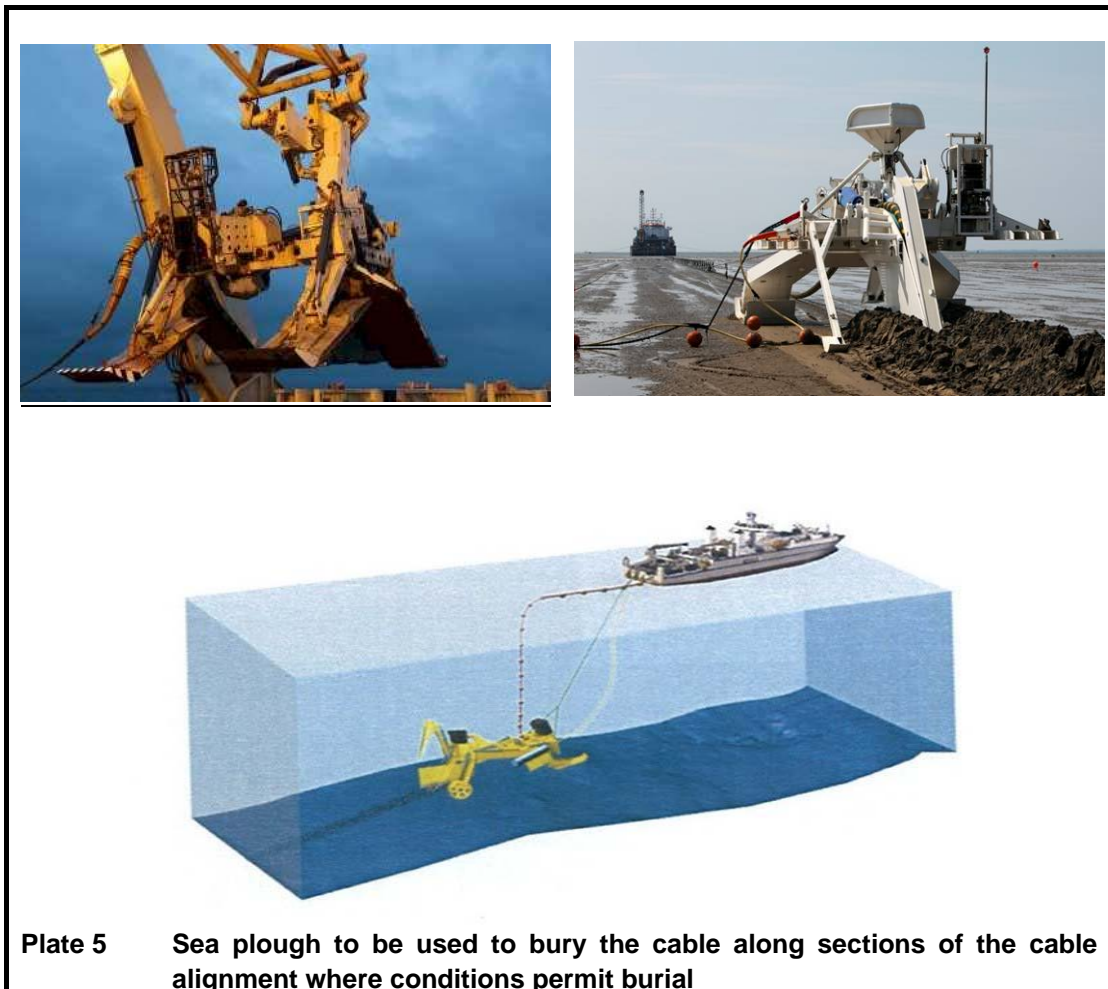 Plate 5 Sea plough to be used to bury the cable along sections of the cable
alignment where conditions permit burial